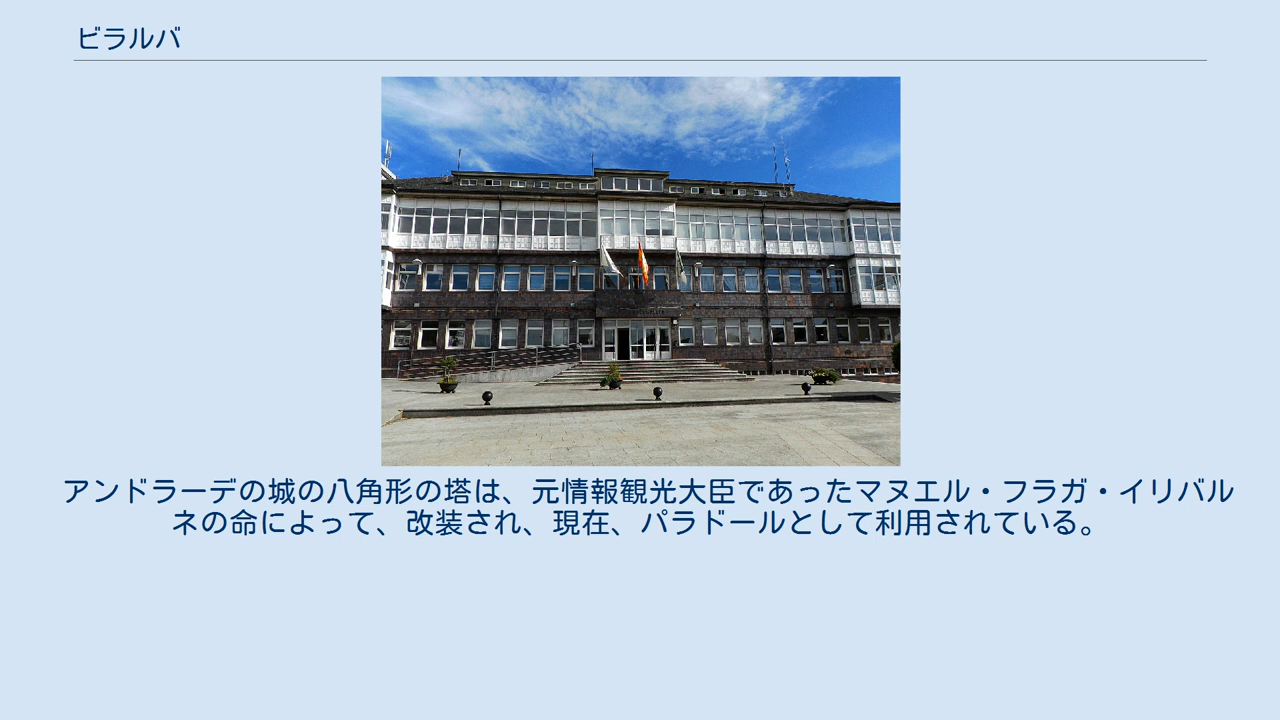 ビラルバ
アンドラーデの城の八角形の塔は、元情報観光大臣であったマヌエル・フラガ・イリバル
ネの命によって、改装され、現在、パラドールとして利用されている。